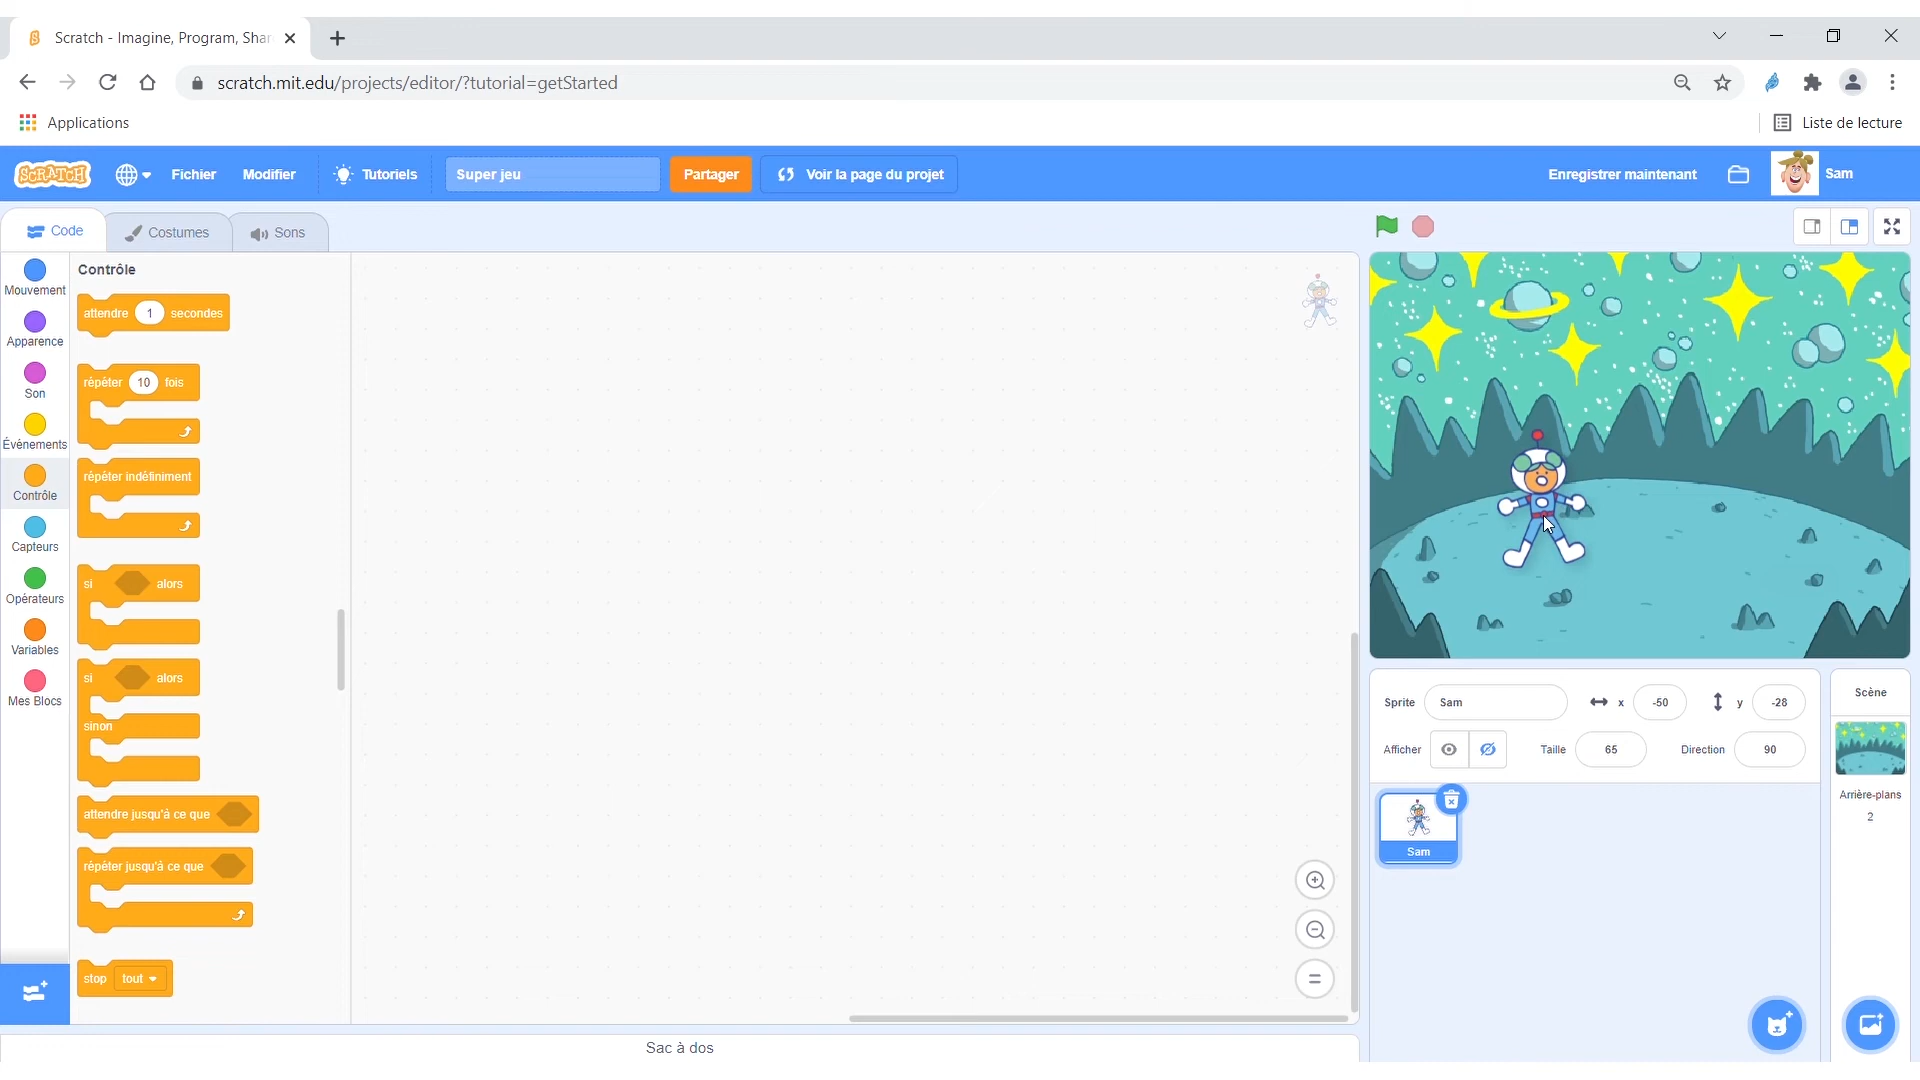 Scratch - Imagine, Program, Shar
scratch.mit.edu/projects/editor/?tutorial=getStarted
Applications
Liste de lecture
SCRATCH
Fichier
Modifier
Tutoriels
Super jeu
Partager
Voir la page du projet
Enregistrer maintenant
Sam
Code
Costumes
Sons
Mouvement
Apparence
Son
Événements
Contrôle
Capteurs
Opérateurs
Variables
Mes Blocs
Contrôle
attendre 1 secondes
répéter 10 fois
répéter indéfiniment
si alors
si alors
sinon
attendre jusqu'à ce que
répéter jusqu'à ce que
stop tout
Sac à dos
Sprite Sam x -50 y -28
Afficher Taille 65 Direction 90
Sam
Scène
Arrière-plans
2